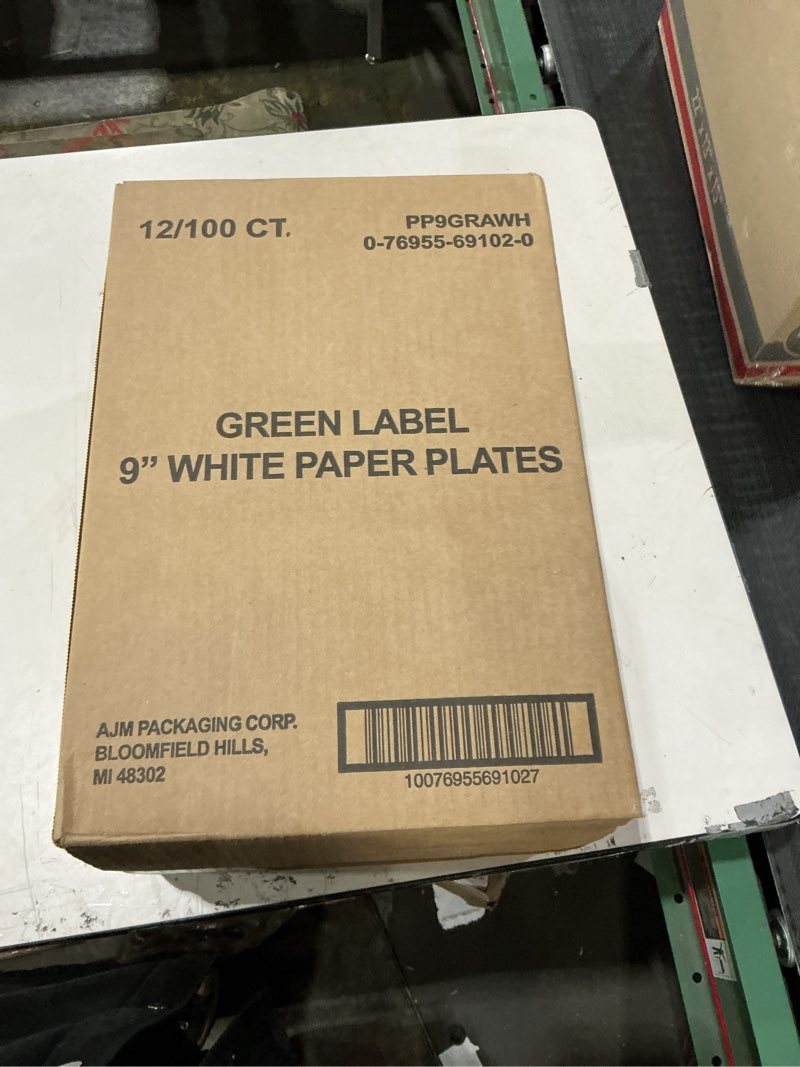 12/100 CT.
PP9GRAWH
0-76955-69102-0
GREEN LABEL
9” WHITE PAPER PLATES
AJM PACKAGING CORP.
BLOOMFIELD HILLS,
MI 48302
10076955691027